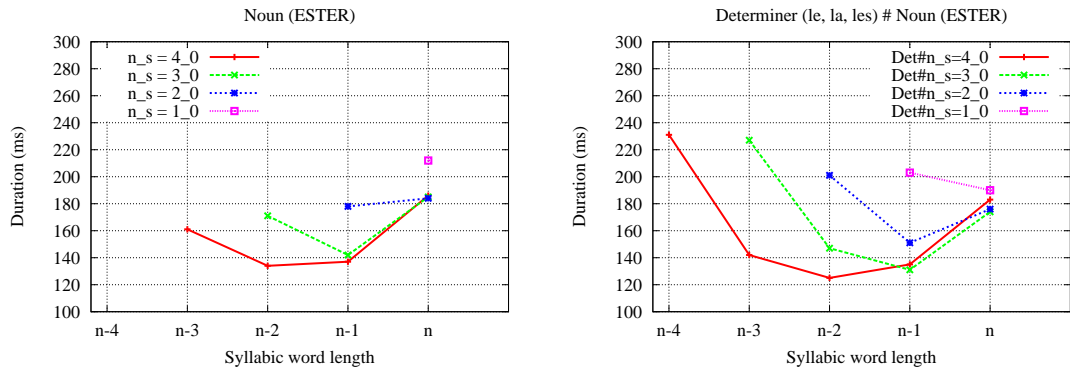 Noun (ESTER)
300
280
260
240
220
200
180
160
140
120
100
Duration (ms)
n_s = 4_0
n_s = 3_0
n_s = 2_0
n_s = 1_0
n-4 n-3 n-2 n-1 n
Syllabic word length
Determiner (le, la, les) # Noun (ESTER)
300
280
260
240
220
200
180
160
140
120
100
Duration (ms)
Det#n_s=4_0
Det#n_s=3_0
Det#n_s=2_0
Det#n_s=1_0
n-4 n-3 n-2 n-1 n
Syllabic word length